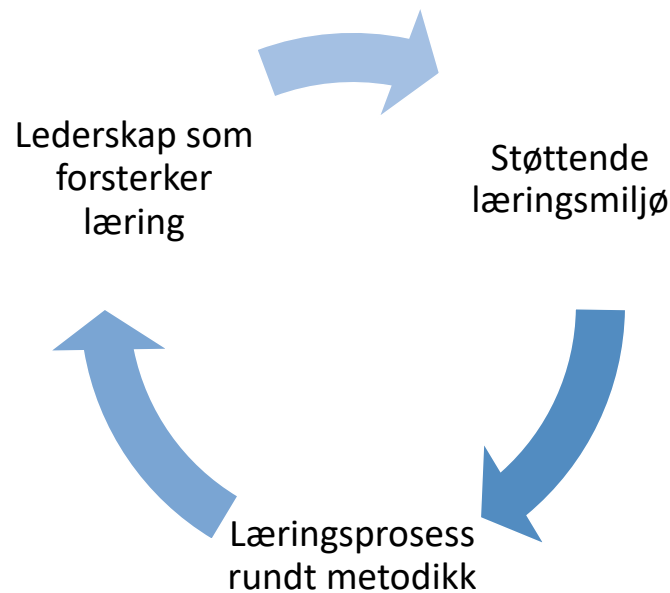 Lederskap som
forsterker
læring
Støttende
læringsmiljø
Læringsprosess
rundt metodikk